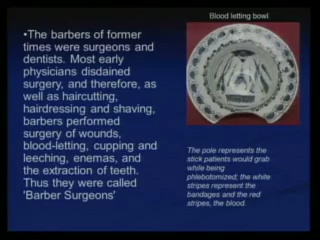 •The barbers of former
times were surgeons and
dentists. Most early
physicians disdained
surgery, and therefore, as
well as haircutting,
hairdressing and shaving,
barbers performed
surgery of wounds,
blood-letting, cupping and
leeching, enemas, and
the extraction of teeth.
Thus they were called
'Barber Surgeons'
Blood letting bowl
The pole represents the
stick patients would grab
while being
phlebotomized; the white
stripes represent the
bandages and the red
stripes, the blood.